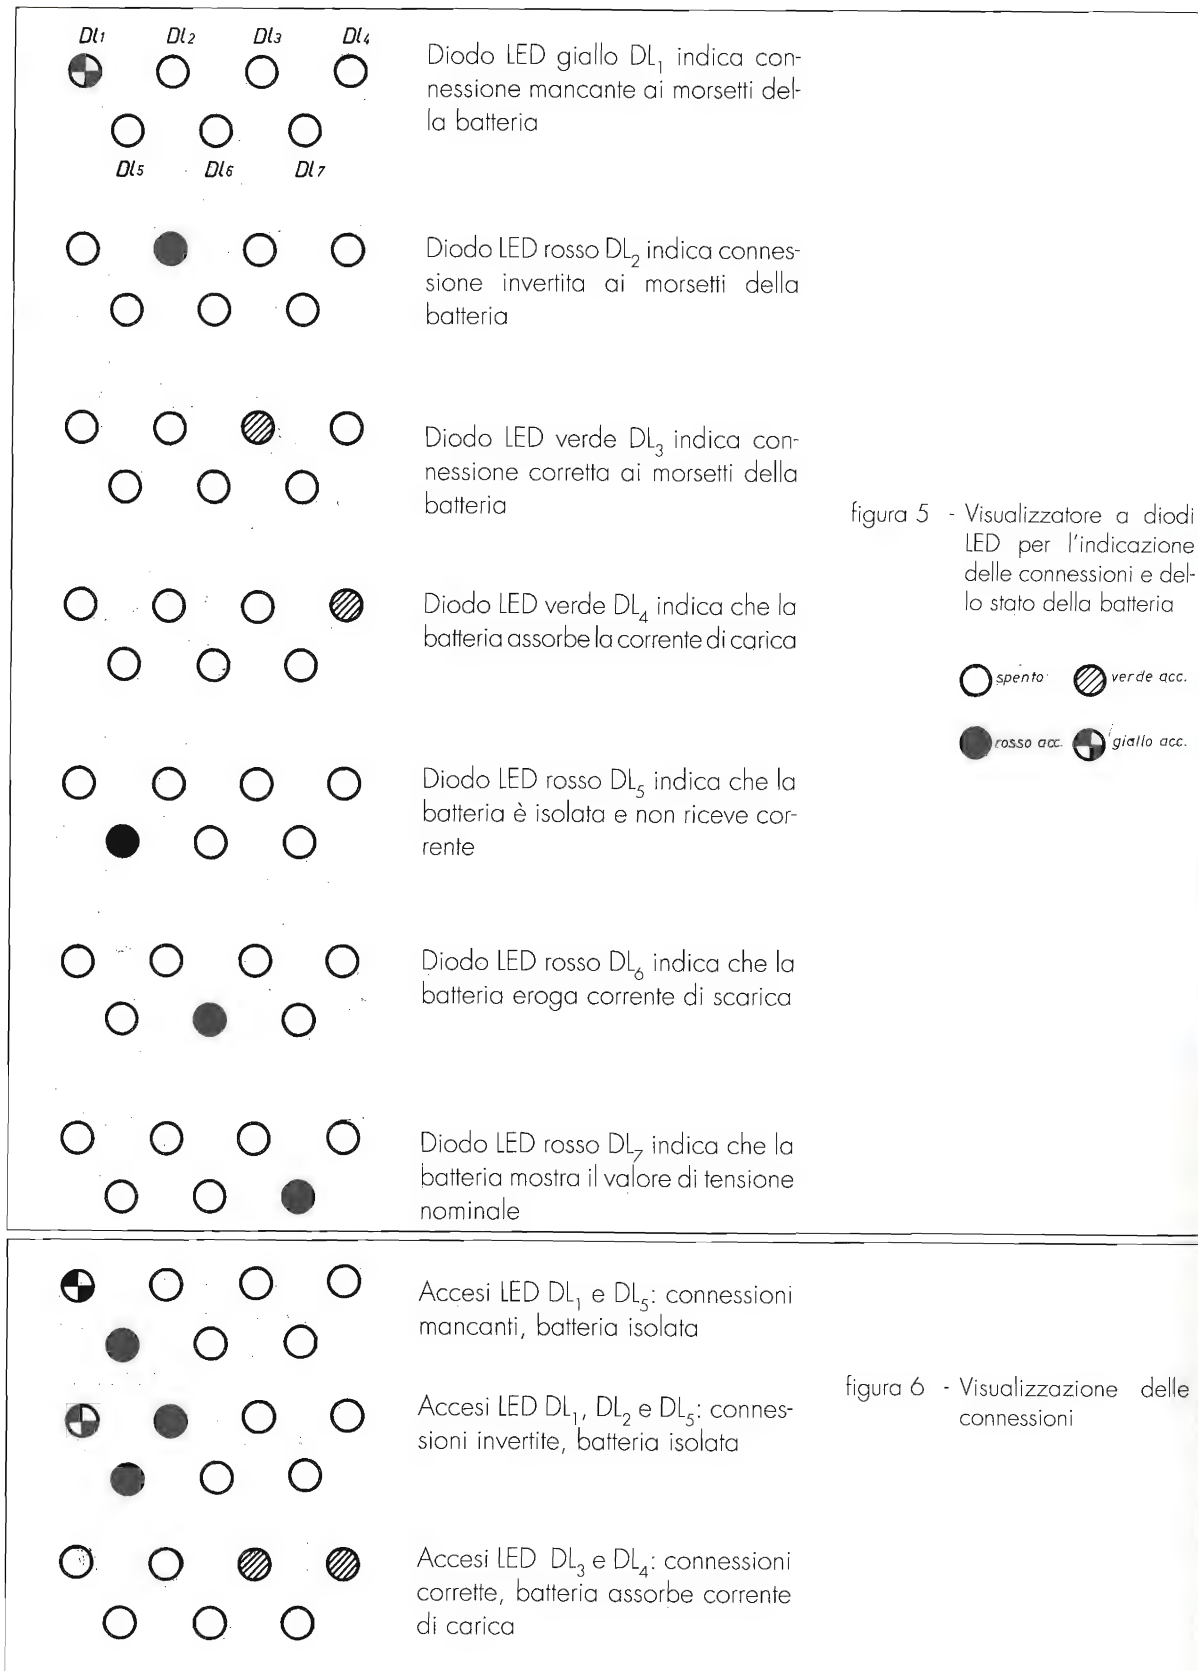 Dl1 Dl2 Dl3 Dl4
Dl5 Dl6 Dl7
Diodo LED giallo DL1 indica con-
nessione mancante ai morsetti del-
la batteria
Diodo LED rosso DL2 indica connes-
sione invertita ai morsetti della
batteria
Diodo LED verde DL3 indica con-
nessione corretta ai morsetti della
batteria
Diodo LED verde DL4 indica che la
batteria assorbe la corrente di carica
Diodo LED rosso DL5 indica che la
batteria è isolata e non riceve cor-
rente
Diodo LED rosso DL6 indica che la
batteria eroga corrente di scarica
Diodo LED rosso DL7 indica che la
batteria mostra il valore di tensione
nominale
figura 5 - Visualizzatore a diodi
LED per l'indicazione
delle connessioni e del-
lo stato della batteria
spento verde acc.
rosso acc. giallo acc.
Accesi LED DL1 e DL5: connessioni
mancanti, batteria isolata
Accesi LED DL1, DL2 e DL5: connes-
sioni invertite, batteria isolata
Accesi LED DL3 e DL4: connessioni
corrette, batteria assorbe corrente
di carica
figura 6 - Visualizzazione delle
connessioni